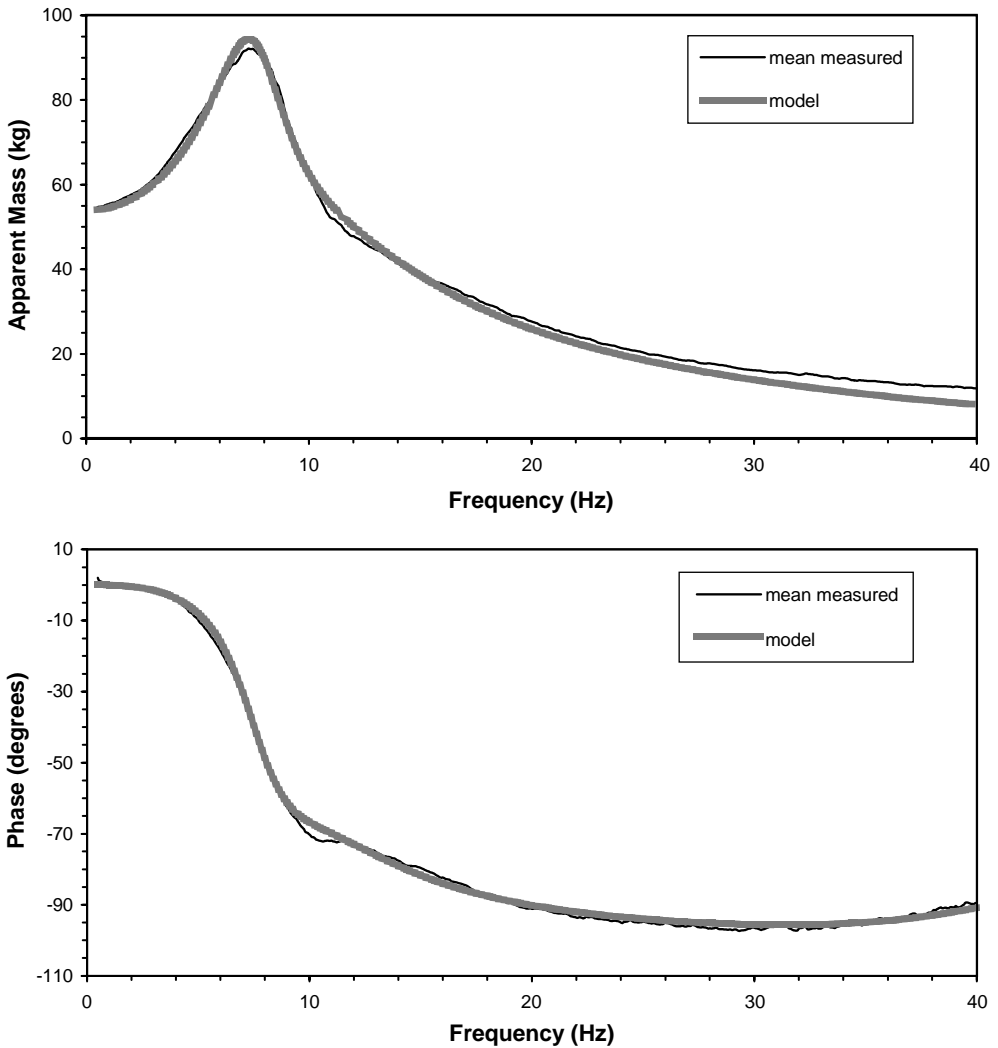 100
80
60
40
20
0
Apparent Mass (kg)
mean measured
model
0 10 20 30 40
Frequency (Hz)
10
-10
-30
-50
-70
-90
-110
Phase (degrees)
mean measured
model
0 10 20 30 40
Frequency (Hz)